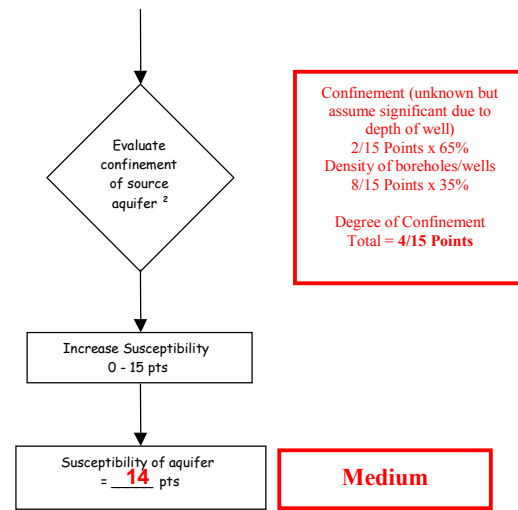 Evaluate
confinement
of source
aquifer ²
Confinement (unknown but
assume significant due to
depth of well)
2/15 Points x 65%
Density of boreholes/wells
8/15 Points x 35%
Degree of Confinement
Total = 4/15 Points
Increase Susceptibility
0 - 15 pts
Susceptibility of aquifer
= __14__ pts
Medium